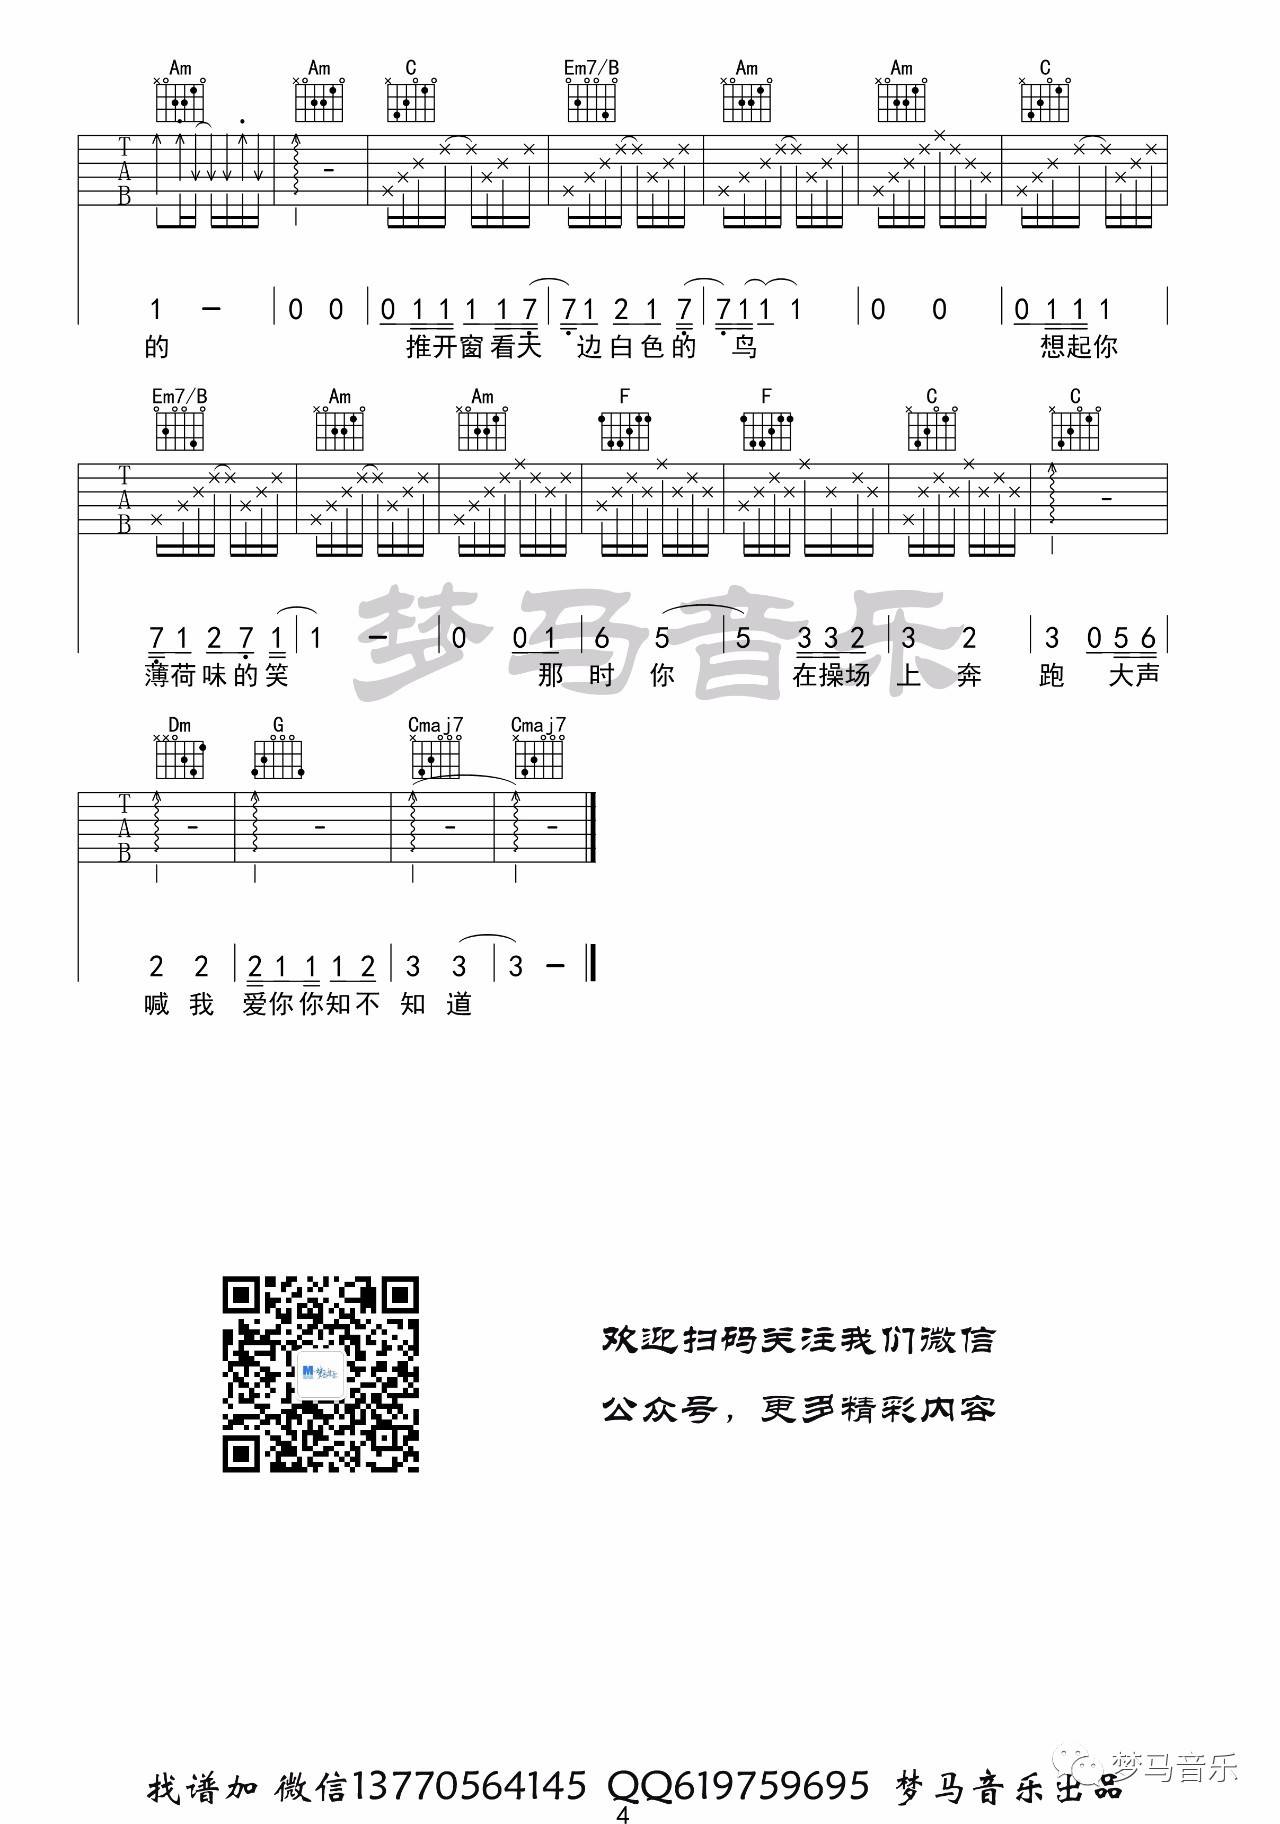 Am Am C Em7/B Am Am C
T
A
B
1 — 0 0 0 1 1 1 1 1 7 7 1 2 1 7 7 1 1 1 0 0 0 1 1 1
的 推开窗看天 边白色的 鸟 想起你
Em7/B Am Am F F C C
T
A
B
7 1 2 7 1 1 — 0 0 1 6 5 5 3 3 2 3 2 3 0 5 6
薄荷味的笑 那 时 你 在操场 上 奔 跑 大声
梦马音乐
Dm G Cmaj7 Cmaj7
T
A
B
2 2 2 1 1 1 2 3 3 3 —
喊 我 爱你你知不 知 道
M 梦马音乐
欢迎扫码关注我们微信
公众号，更多精彩内容
梦马音乐
找谱加 微信13770564145 QQ619759695 梦马音乐出品
4